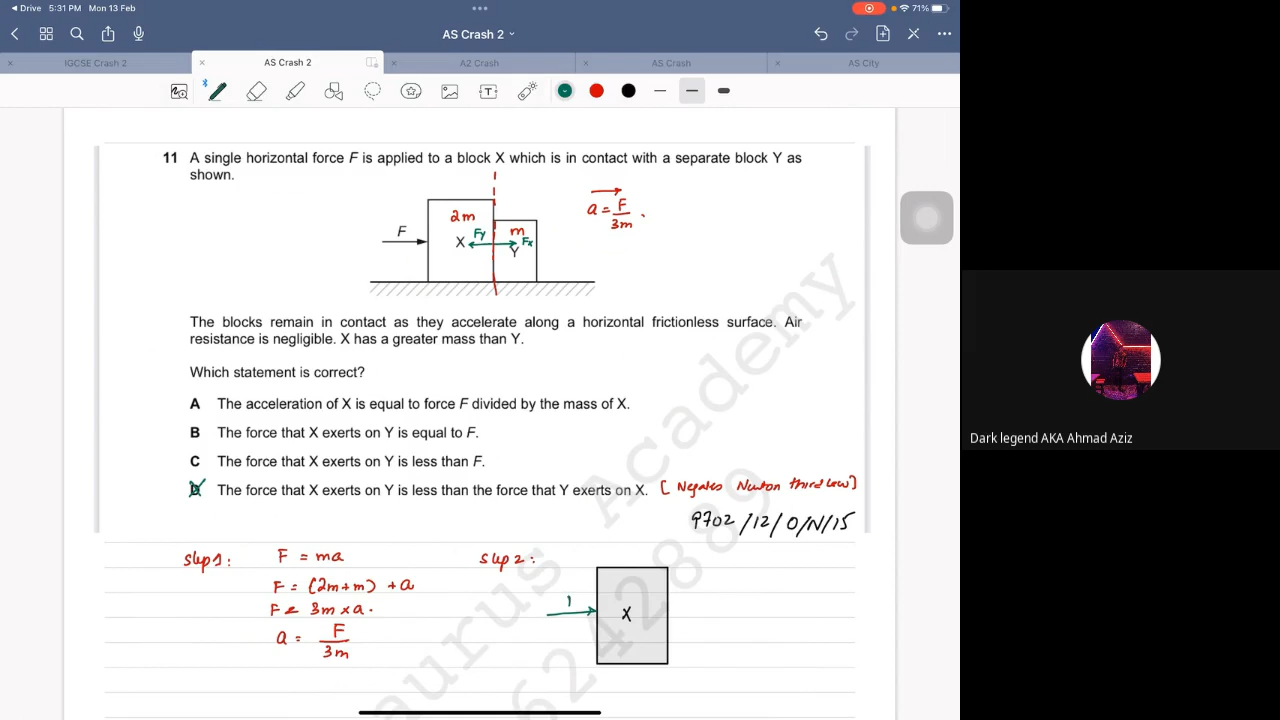 Drive 5:31 PM Mon 13 Feb
71%
AS Crash 2
IGCSE Crash 2
AS Crash 2
A2 Crash
AS Crash
AS City
11 A single horizontal force F is applied to a block X which is in contact with a separate block Y as
shown.
a = F
3m
2m
m
F
X
Fy
Fx
Y
The blocks remain in contact as they accelerate along a horizontal frictionless surface. Air
resistance is negligible. X has a greater mass than Y.
Which statement is correct?
A The acceleration of X is equal to force F divided by the mass of X.
B The force that X exerts on Y is equal to F.
C The force that X exerts on Y is less than F.
D The force that X exerts on Y is less than the force that Y exerts on X. [Negates Newton third law]
9702/12/O/N/15
Step 1: F = ma
F = (2m+m) + a
F = 3m x a.
a = F
3m
Step 2:
X
aurus Academy
6242889
Dark legend AKA Ahmad Aziz